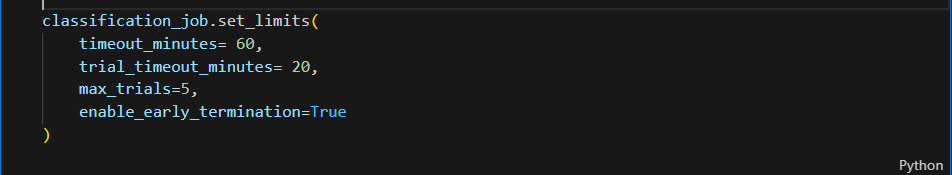 classification_job.set_limits(
    timeout_minutes= 60,
    trial_timeout_minutes= 20,
    max_trials=5,
    enable_early_termination=True
)
Python